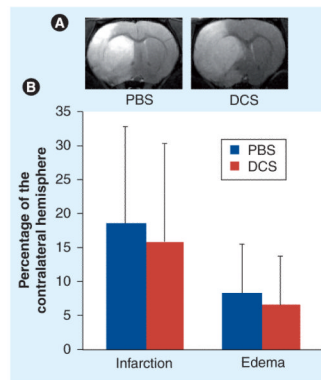 A
PBS
DCS
B
Percentage of the
contralateral hemisphere
35
30
25
20
15
10
5
0
PBS
DCS
Infarction
Edema